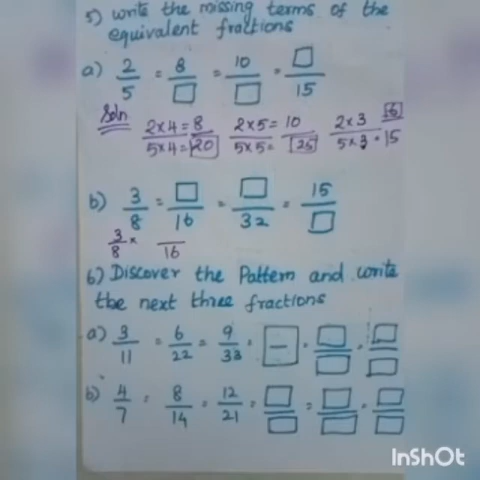 5) Write the missing terms of the
equivalent fractions
a) 2/5 = 8/□ = 10/□ = □/15
Soln 2×4=8/5×4=20 2×5=10/5×5=25 2×3 6/5×3=15
b) 3/8 = □/16 = □/32 = 15/□
3/8 × /16
6) Discover the Pattern and write
the next three fractions
a) 3/11 = 6/22 = 9/33 = □ = □/□ = □/□
b) 4/7 = 8/14 = 12/21 = □/□ = □/□ = □/□
InShOt